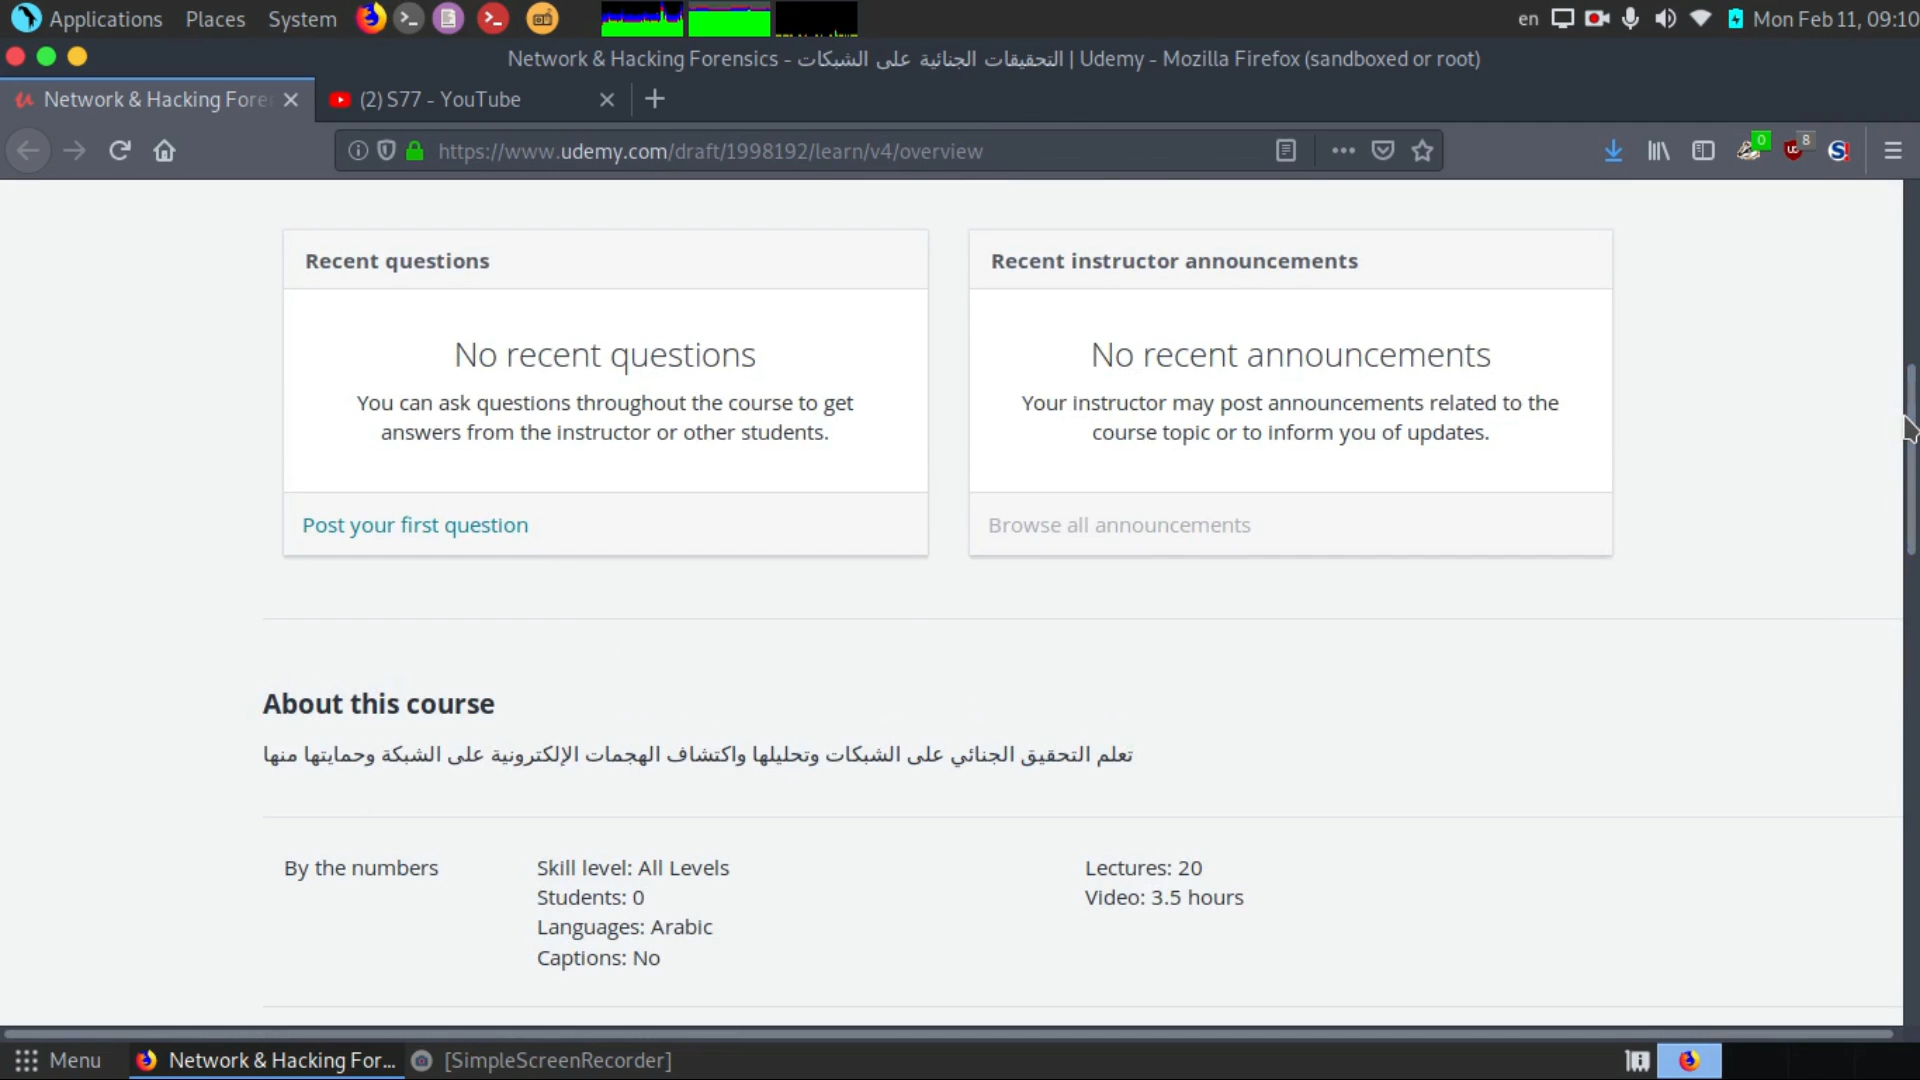 Applications Places System
en Mon Feb 11, 09:10
Network & Hacking Forensics - التحقيقات الجنائية على الشبكات | Udemy - Mozilla Firefox (sandboxed or root)
Network & Hacking Fore
(2) S77 - YouTube
https://www.udemy.com/draft/1998192/learn/v4/overview
0
8
Recent questions
Recent instructor announcements
No recent questions
No recent announcements
You can ask questions throughout the course to get
answers from the instructor or other students.
Your instructor may post announcements related to the
course topic or to inform you of updates.
Post your first question
Browse all announcements
About this course
تعلم التحقيق الجنائي على الشبكات وتحليلها واكتشاف الهجمات الإلكترونية على الشبكة وحمايتها منها
By the numbers
Skill level: All Levels
Students: 0
Languages: Arabic
Captions: No
Lectures: 20
Video: 3.5 hours
Menu
Network & Hacking For...
[SimpleScreenRecorder]